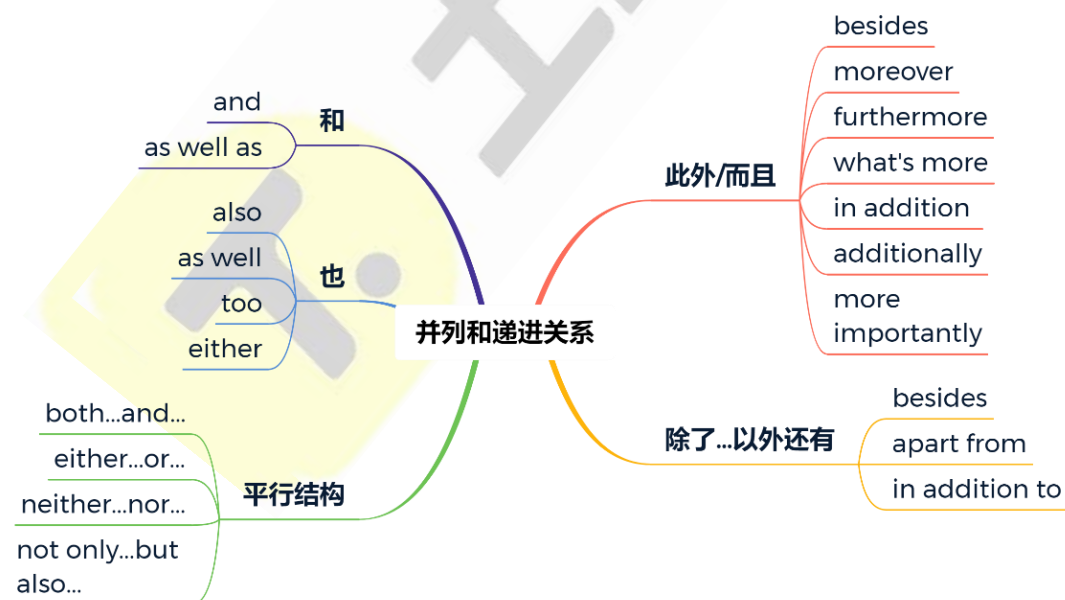 并列和递进关系
和
and
as well as
也
also
as well
too
either
平行结构
both...and...
either...or...
neither...nor...
not only...but
also...
此外/而且
besides
moreover
furthermore
what's more
in addition
additionally
more
importantly
除了...以外还有
besides
apart from
in addition to